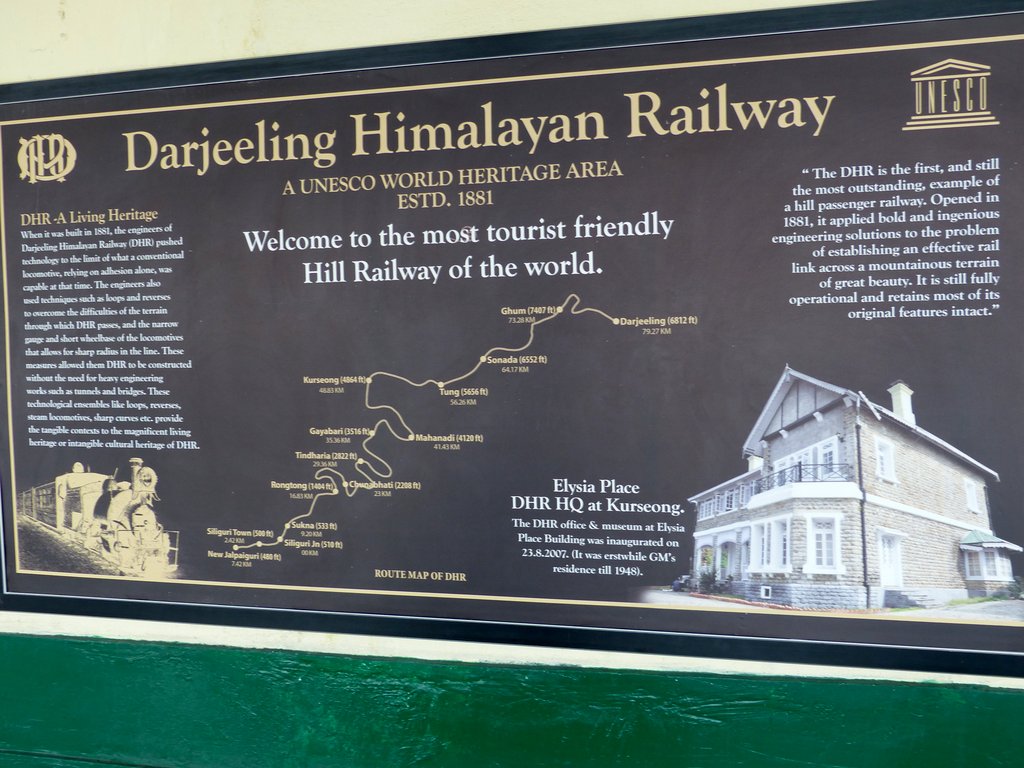 UNESCO
DHR
Darjeeling Himalayan Railway
A UNESCO WORLD HERITAGE AREA
ESTD. 1881
Welcome to the most tourist friendly
Hill Railway of the world.
DHR -A Living Heritage
When it was built in 1881, the engineers of
Darjeeling Himalayan Railway (DHR) pushed
technology to the limit of what a conventional
locomotive, relying on adhesion alone, was
capable at that time. The engineers also
used techniques such as loops and reverses
to overcome the difficulties of the terrain
through which DHR passes, and the narrow
gauge and short wheelbase of the locomotives
that allows for sharp radius in the line. These
measures allowed them DHR to be constructed
without the need for heavy engineering
works such as tunnels and bridges. These
technological ensembles like loops, reverses,
steam locomotives, sharp curves etc. provide
the tangible contexts to the magnificent living
heritage or intangible cultural heritage of DHR.
“ The DHR is the first, and still
the most outstanding, example of
a hill passenger railway. Opened in
1881, it applied bold and ingenious
engineering solutions to the problem
of establishing an effective rail
link across a mountainous terrain
of great beauty. It is still fully
operational and retains most of its
original features intact.”
Ghum (7407 ft)
73.28 KM
Darjeeling (6812 ft)
79.27 KM
Sonada (6552 ft)
64.17 KM
Kurseong (4864 ft)
46.83 KM
Tung (5656 ft)
56.26 KM
Gayabari (3516 ft)
35.36 KM
Mahanadi (4120 ft)
41.43 KM
Tindharia (2822 ft)
29.36 KM
Rongtong (1404 ft)
16.83 KM
Chunabhati (2208 ft)
23 KM
Sukna (533 ft)
9.20 KM
Siliguri Town (508 ft)
2.42 KM
Siliguri Jn (510 ft)
00 KM
New Jalpaiguri (480 ft)
7.42 KM
ROUTE MAP OF DHR
Elysia Place
DHR HQ at Kurseong.
The DHR office & museum at Elysia
Place Building was inaugurated on
23.8.2007. (It was erstwhile GM's
residence till 1948).